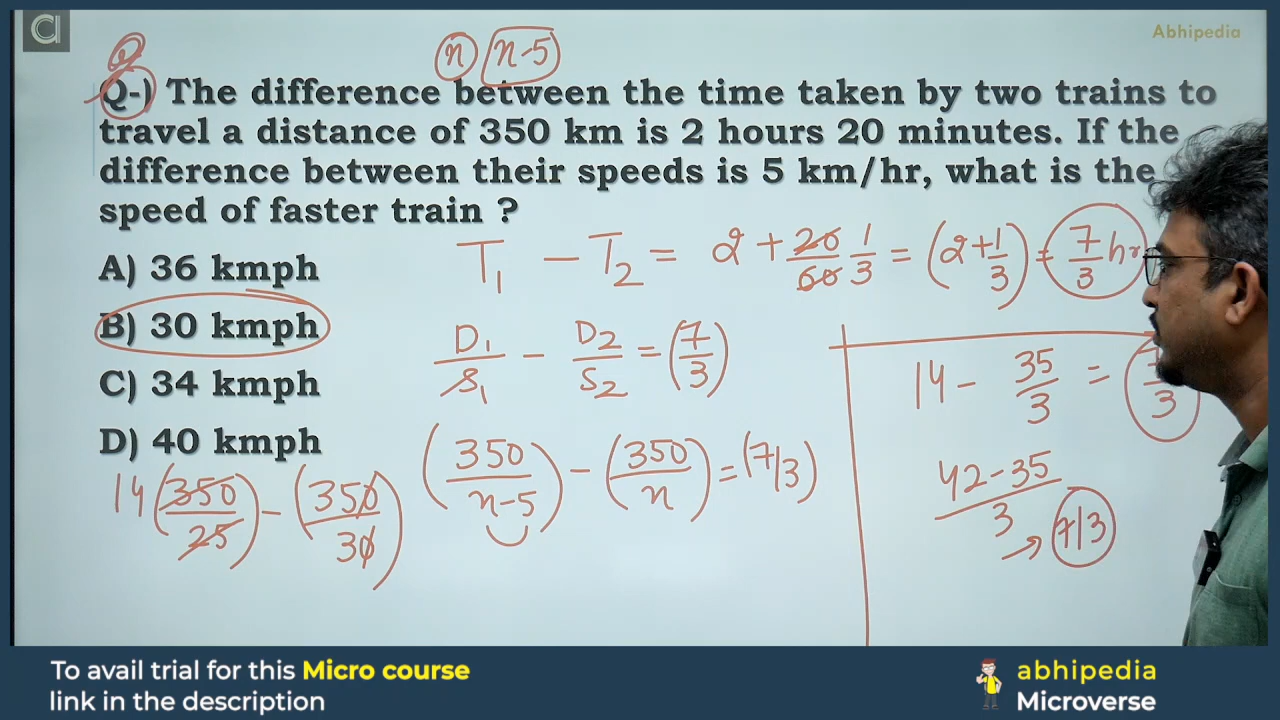 a
Abhipedia
n n-5
Q-) The difference between the time taken by two trains to
travel a distance of 350 km is 2 hours 20 minutes. If the
difference between their speeds is 5 km/hr, what is the
speed of faster train ?
A) 36 kmph
B) 30 kmph
C) 34 kmph
D) 40 kmph
T₁ - T₂ = 2 + 20/60 1/3 = (2+1/3) = 7/3 hr
D₁/S₁ - D₂/S₂ = (7/3)
(350/n-5) - (350/n) = (7/3)
14 (350/25) - (350/30)
14 - 35/3 = 7/3
42-35/3 → 7/3
To avail trial for this Micro course
link in the description
abhipedia
Microverse